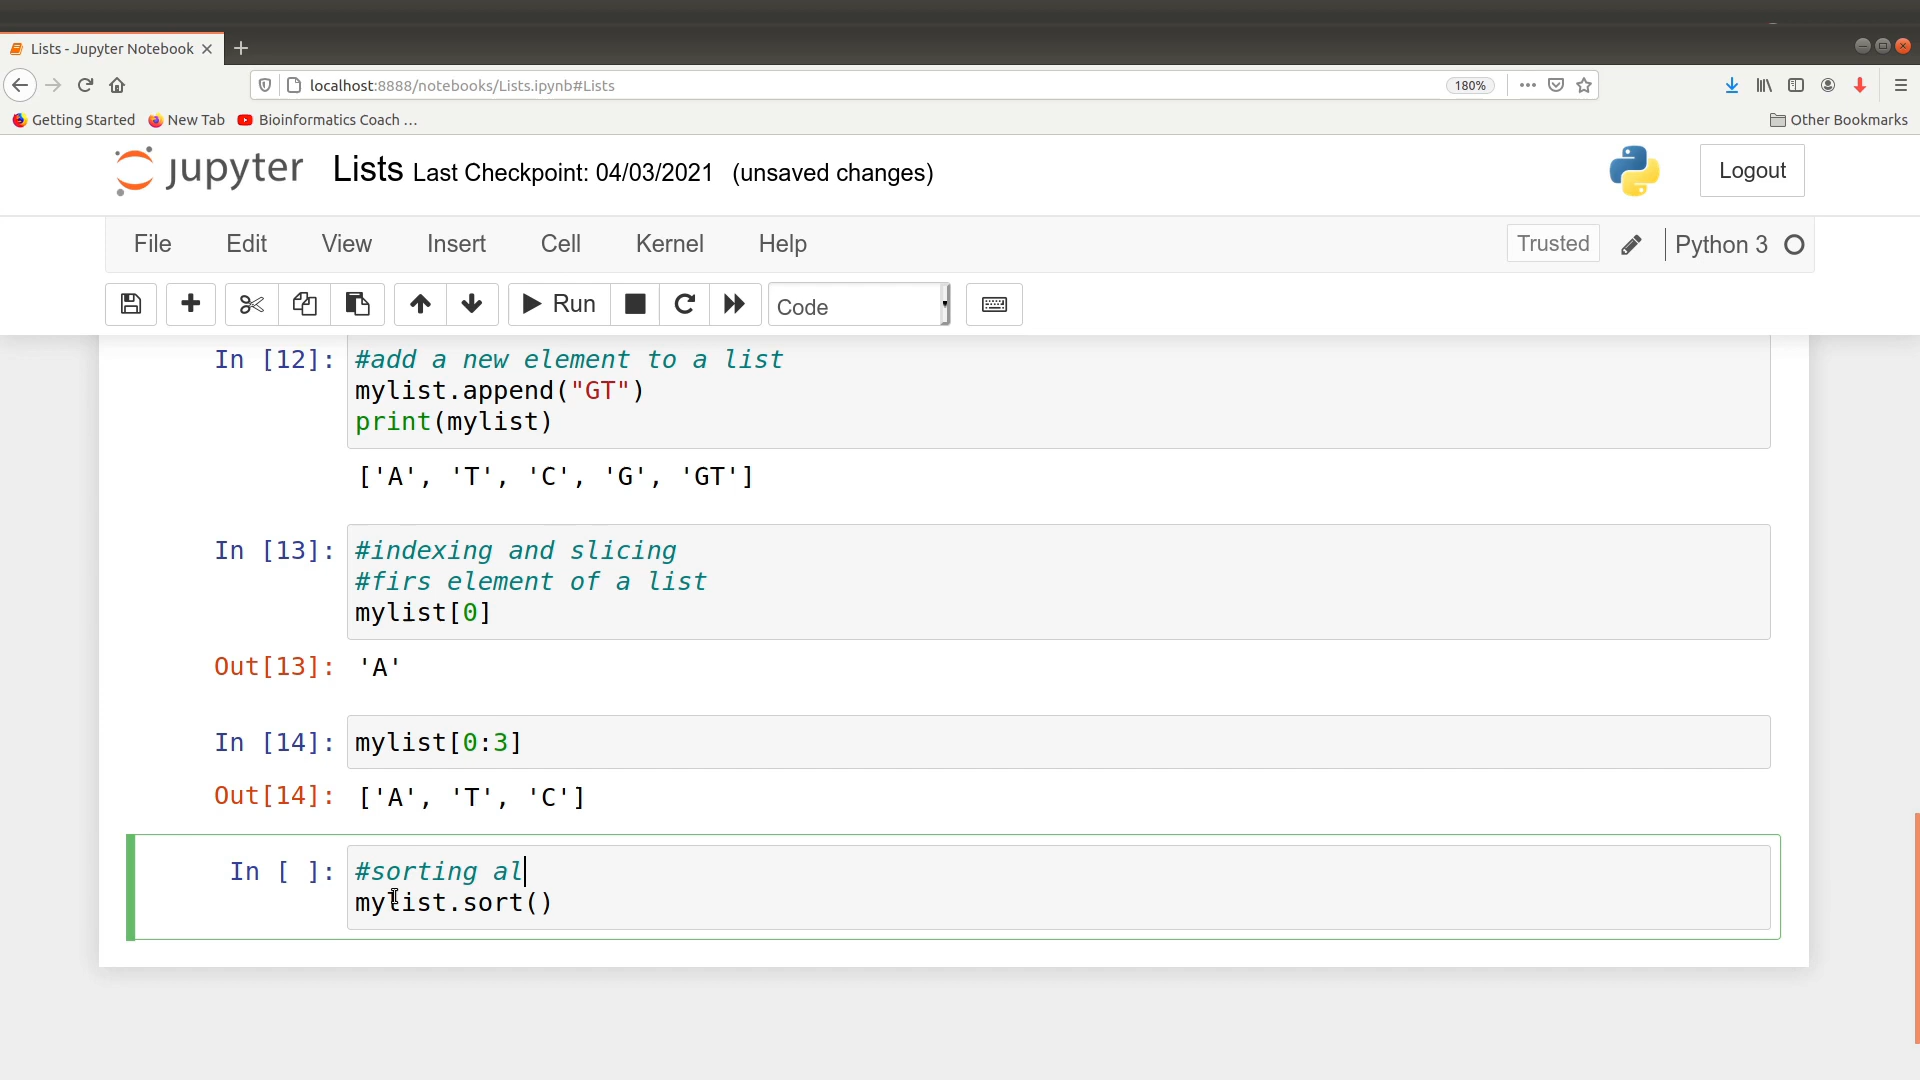 Lists - Jupyter Notebook
localhost:8888/notebooks/Lists.ipynb#Lists
180%
Getting Started
New Tab
Bioinformatics Coach ...
Other Bookmarks
jupyter
Lists Last Checkpoint: 04/03/2021 (unsaved changes)
Logout
File Edit View Insert Cell Kernel Help
Trusted
Python 3
Run
Code
In [12]: #add a new element to a list
mylist.append("GT")
print(mylist)
['A', 'T', 'C', 'G', 'GT']
In [13]: #indexing and slicing
#firs element of a list
mylist[0]
Out[13]: 'A'
In [14]: mylist[0:3]
Out[14]: ['A', 'T', 'C']
In [ ]: #sorting al
mylist.sort()